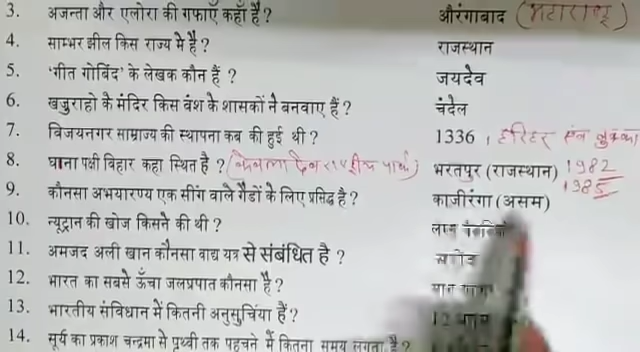 3. अजन्ता और एलोरा की गफाएँ कहाँ है? औरंगाबाद (महाराष्ट्र)
4. साम्भर झील किस राज्य मे है? राजस्थान
5. 'गीत गोबिंद' के लेखक कौन हैं ? जयदेव
6. खजुराहो के मंदिर किस वंश के शासकों ने बनवाए हैं ? चंदेल
7. विजयनगर साम्राज्य की स्थापना कब की हुई थी ? 1336 , हरिहर
8. घाना पक्षी विहार कहा स्थित है ? भरतपुर (राजस्थान) 1982
9. कौनसा अभयारण्य एक सींग वाले गैडों के लिए प्रसिद्ध है? काजीरंगा (असम) 1985
10. न्यूट्रान की खोज किसने की थी ?
11. अमजद अली खान कौनसा वाद्य यत्र से संबंधित है ?
12. भारत का सबसे ऊँचा जलप्रपात कौनसा है?
13. भारतीय संविधान में कितनी अनुसुचिंया हैं? 12
14. सूर्य का प्रकाश चन्द्रमा से पृथ्वी तक पहुचने में कितना समय लगता है?